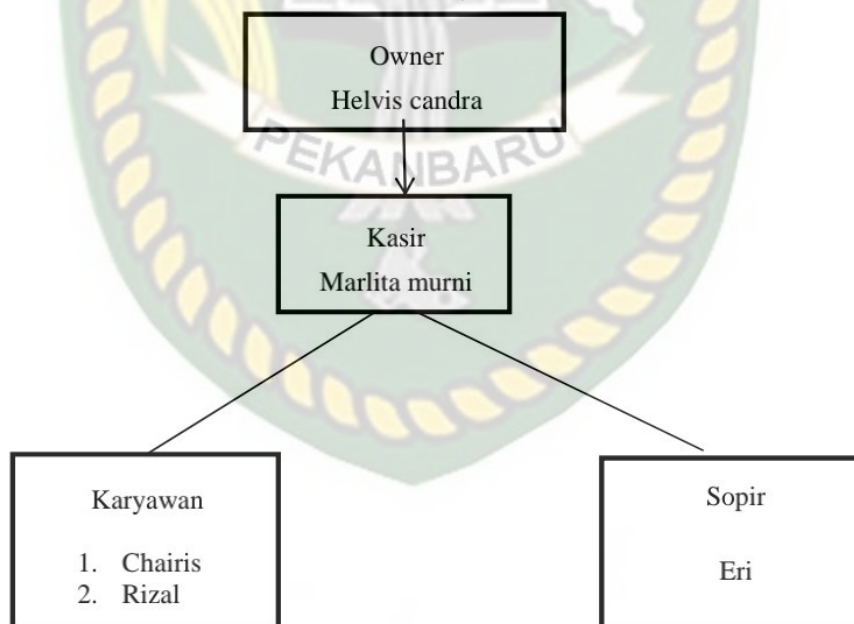 Owner
Helvis candra
PEKANBARU
Kasir
Marlita murni
Karyawan
1. Chairis
2. Rizal
Sopir
Eri